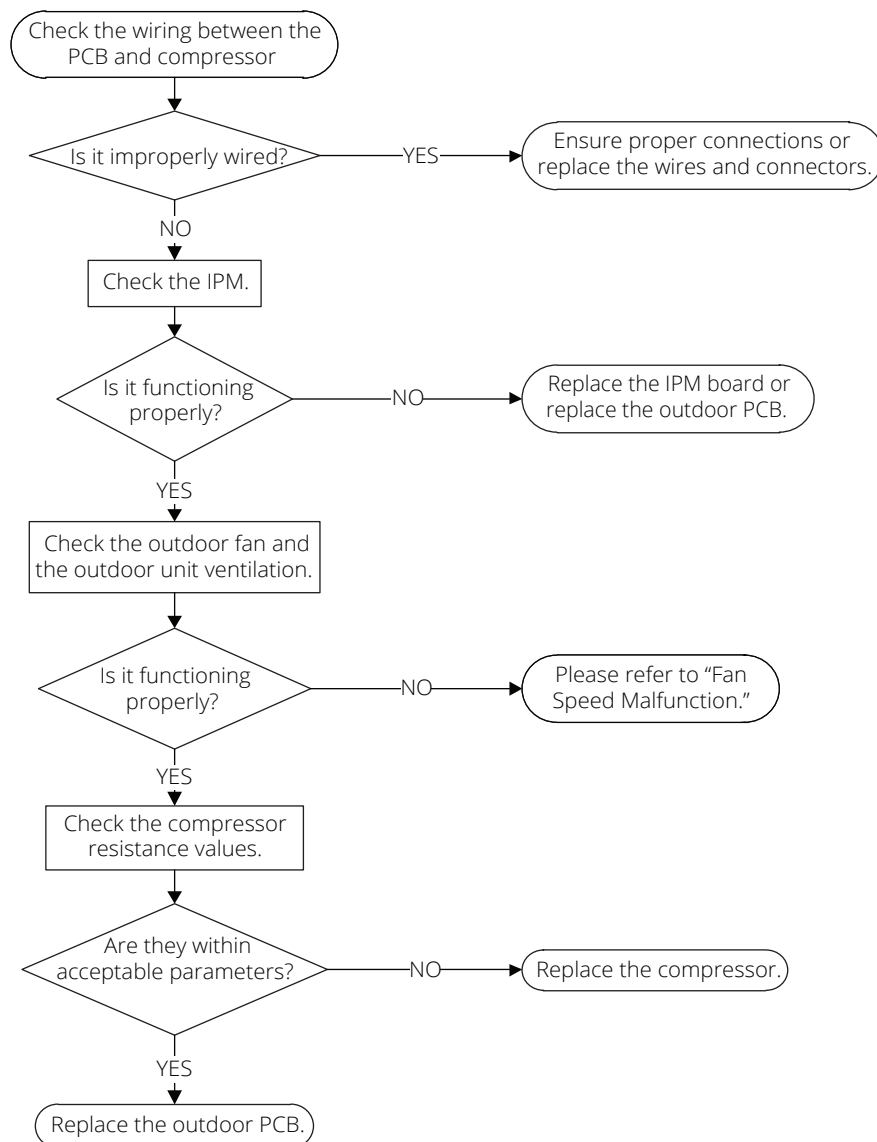 Check the wiring between the
PCB and compressor
Is it improperly wired?
YES
Ensure proper connections or
replace the wires and connectors.
NO
Check the IPM.
Is it functioning
properly?
NO
Replace the IPM board or
replace the outdoor PCB.
YES
Check the outdoor fan and
the outdoor unit ventilation.
Is it functioning
properly?
NO
Please refer to “Fan
Speed Malfunction.”
YES
Check the compressor
resistance values.
Are they within
acceptable parameters?
NO
Replace the compressor.
YES
Replace the outdoor PCB.